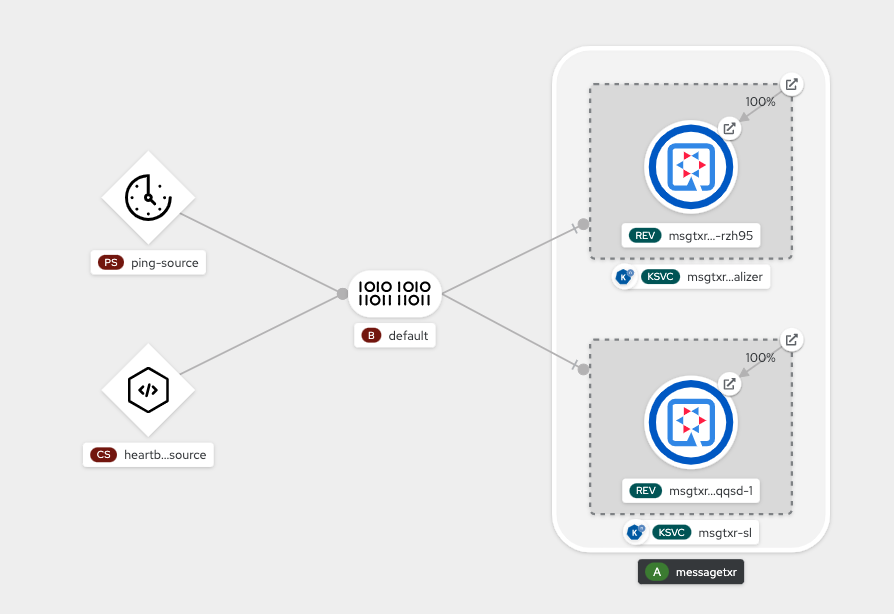 100%
REV msgtxr...-rzh95
KSVC msgtxr...alizer
PS ping-source
1010 1010
11011 11011
B default
100%
CS heartb...source
REV msgtxr...qqsd-1
KSVC msgtxr-sl
A messagetxr